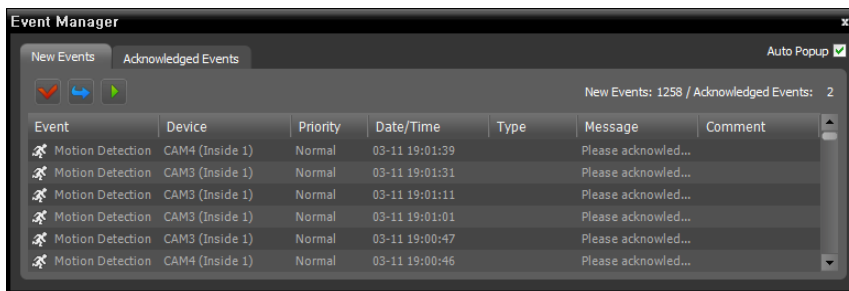 Event Manager x
New Events Acknowledged Events Auto Popup
New Events: 1258 / Acknowledged Events: 2
Event Device Priority Date/Time Type Message Comment
Motion Detection CAM4 (Inside 1) Normal 03-11 19:01:39 Please acknowled...
Motion Detection CAM3 (Inside 1) Normal 03-11 19:01:31 Please acknowled...
Motion Detection CAM3 (Inside 1) Normal 03-11 19:01:11 Please acknowled...
Motion Detection CAM3 (Inside 1) Normal 03-11 19:01:01 Please acknowled...
Motion Detection CAM3 (Inside 1) Normal 03-11 19:00:47 Please acknowled...
Motion Detection CAM4 (Inside 1) Normal 03-11 19:00:46 Please acknowled...